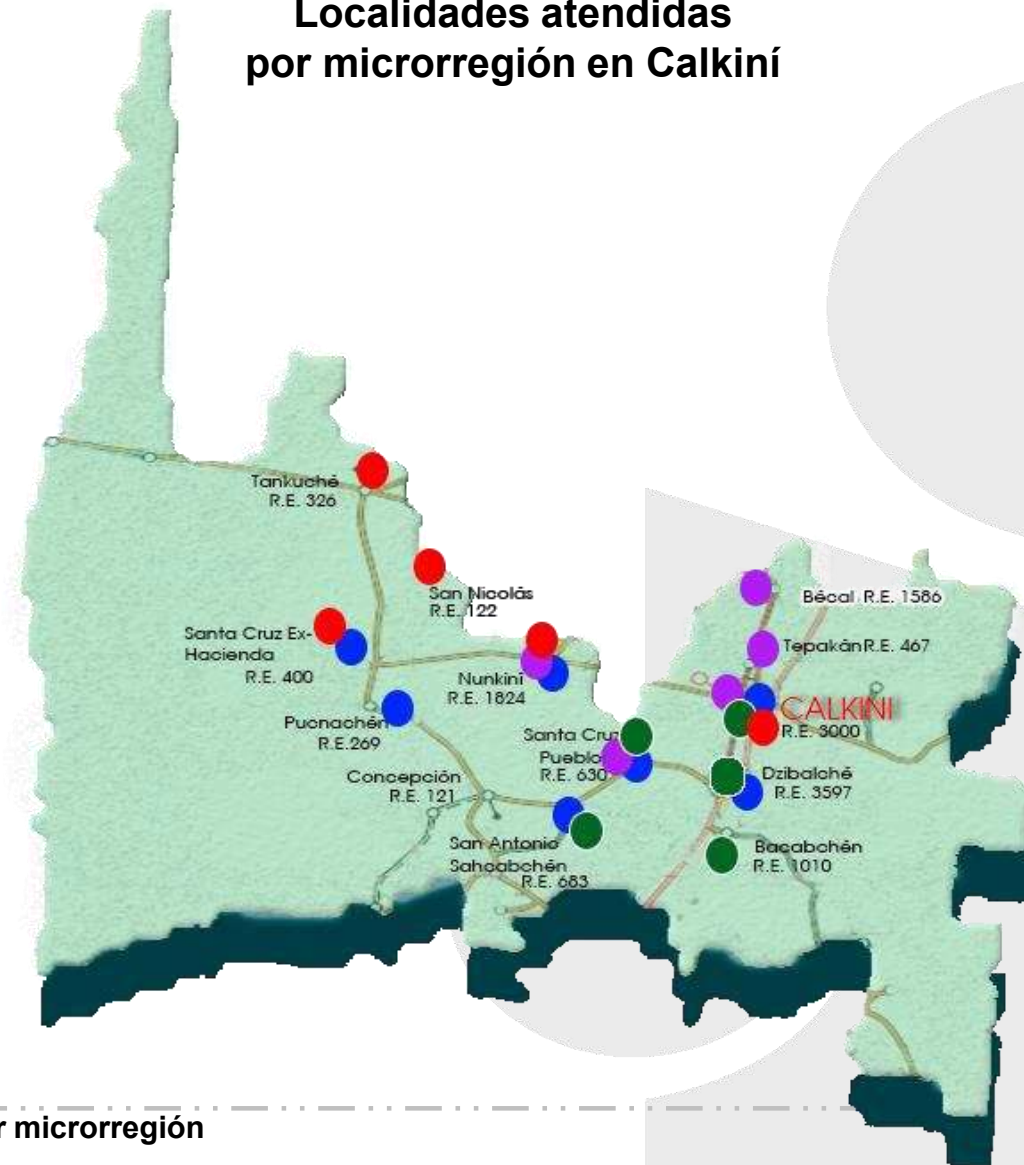 Localidades atendidas
por microrregión en Calkiní
Tankuché
R.E. 326
San Nicolás
R.E. 122
Bécal R.E. 1586
Santa Cruz Ex-
Hacienda
R.E. 400
Tepakán R.E. 467
Nunkiní
R.E. 1824
CALKINI
R.E. 3000
Pucnachén
R.E.269
Santa Cruz
Pueblo
R.E. 630
Concepción
R.E. 121
Dzibalché
R.E. 3597
San Antonio
Sahcabchén
R.E. 683
Bacabchén
R.E. 1010
microrregión